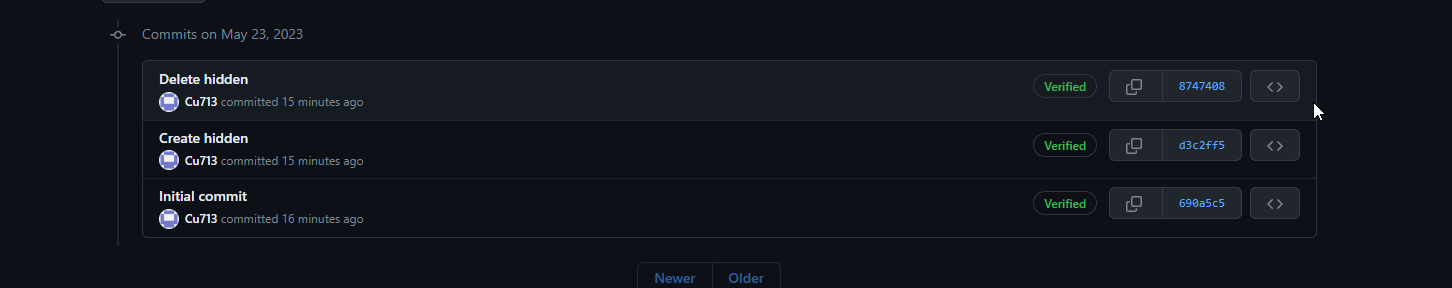 Commits on May 23, 2023
Delete hidden
Cu713 committed 15 minutes ago
Verified
8747408
Create hidden
Cu713 committed 15 minutes ago
Verified
d3c2ff5
Initial commit
Cu713 committed 16 minutes ago
Verified
690a5c5
Newer Older